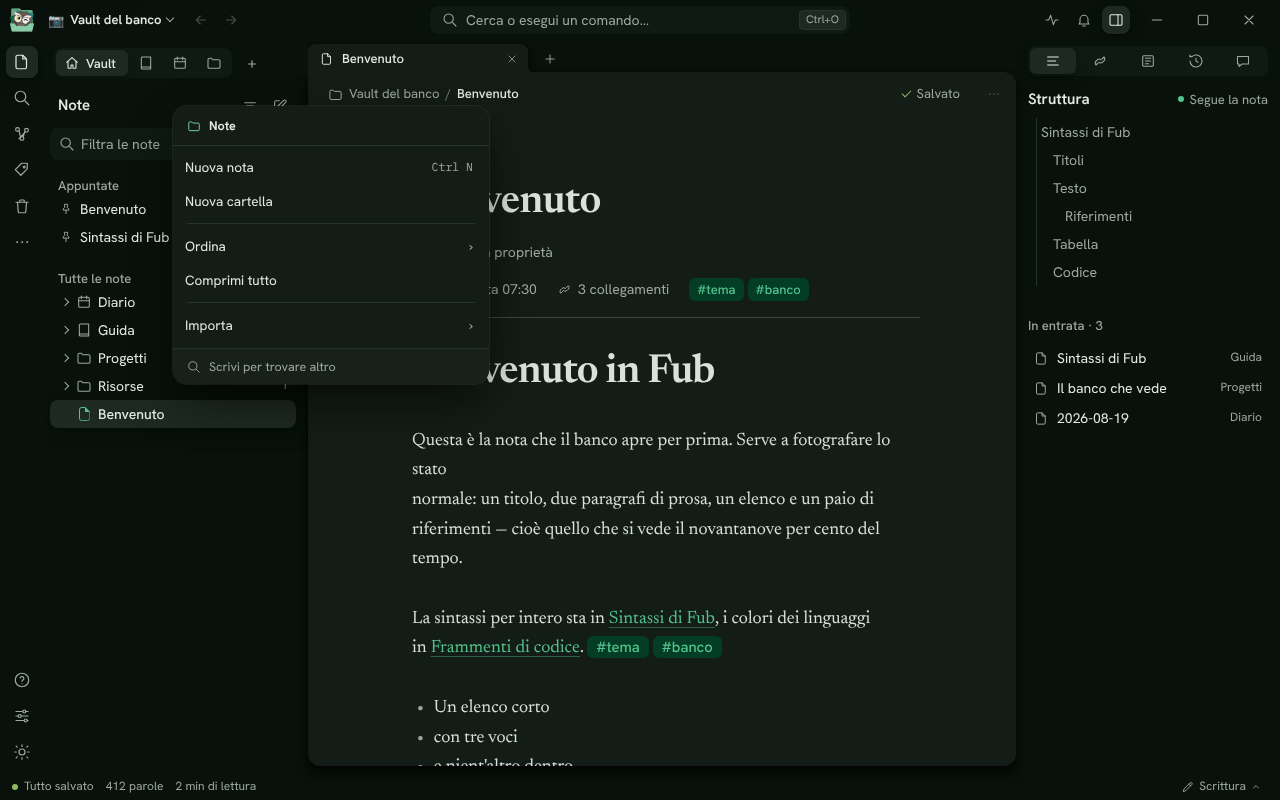 Vault del banco
Cerca o esegui un comando...
Ctrl+O
Vault
Benvenuto
Note
Filtra le note
Appuntate
Benvenuto
Sintassi di Fub
Tutte le note
Diario
Guida
Progetti
Risorse
Benvenuto
Note
Nuova nota
Ctrl N
Nuova cartella
Ordina
Comprimi tutto
Importa
Scrivi per trovare altro
Vault del banco / Benvenuto
Salvato
venuto
proprietà
07:30
3 collegamenti
#tema
#banco
venuto in Fub
Questa è la nota che il banco apre per prima. Serve a fotografare lo
stato
normale: un titolo, due paragrafi di prosa, un elenco e un paio di
riferimenti — cioè quello che si vede il novantanove per cento del
tempo.
La sintassi per intero sta in Sintassi di Fub, i colori dei linguaggi
in Frammenti di codice. #tema #banco
• Un elenco corto
• con tre voci
• e nient'altro dentro
Struttura
Segue la nota
Sintassi di Fub
Titoli
Testo
Riferimenti
Tabella
Codice
In entrata · 3
Sintassi di Fub
Guida
Il banco che vede
Progetti
2026-08-19
Diario
Tutto salvato
412 parole
2 min di lettura
Scrittura